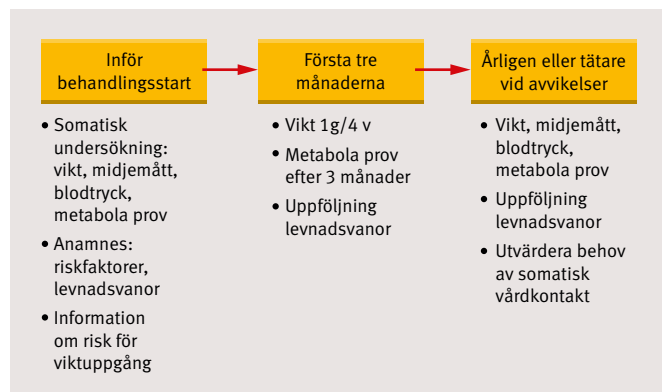 Inför
behandlingsstart
• Somatisk
undersökning:
vikt, midjemått,
blodtryck,
metabola prov
• Anamnes:
riskfaktorer,
levnadsvanor
• Information
om risk för
viktuppgång
Första tre
månaderna
• Vikt 1g/4 v
• Metabola prov
efter 3 månader
• Uppföljning
levnadsvanor
Årligen eller tätare
vid avvikelser
• Vikt, midjemått,
blodtryck,
metabola prov
• Uppföljning
levnadsvanor
• Utvärdera behov
av somatisk
vårdkontakt